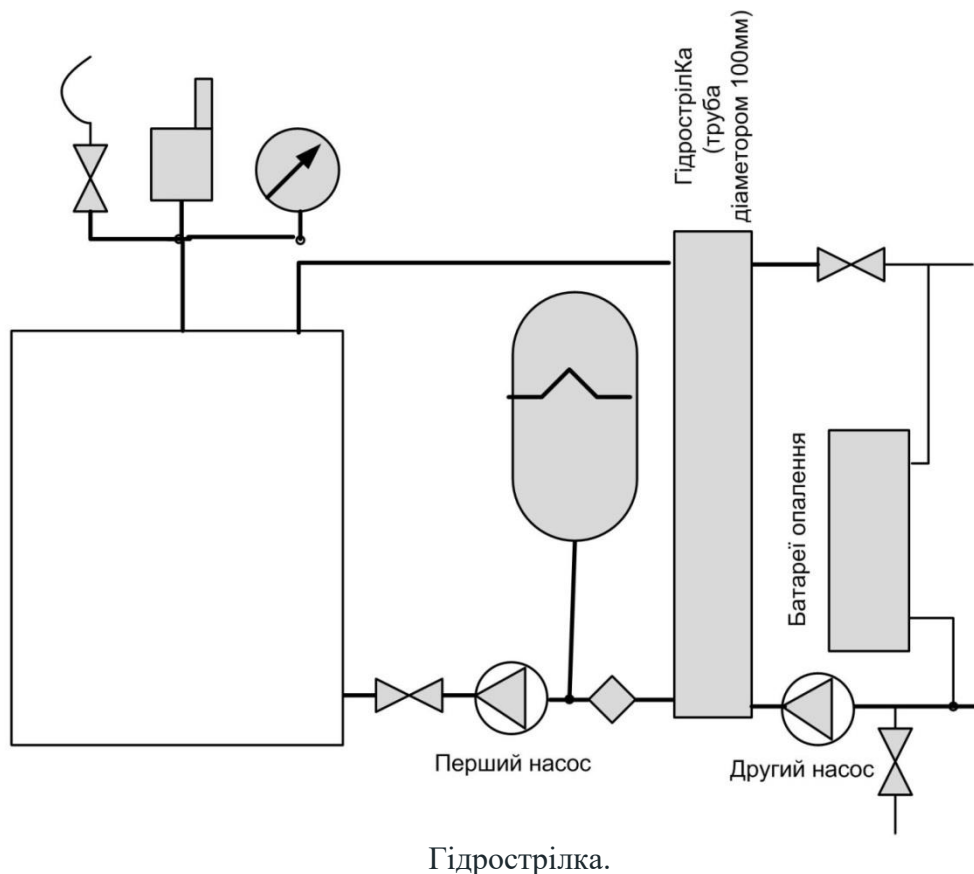 ГідрострілКа
(труба
діаметором 100мм)
Батареї опалення
Перший насос
Другий насос
Гідрострілка.